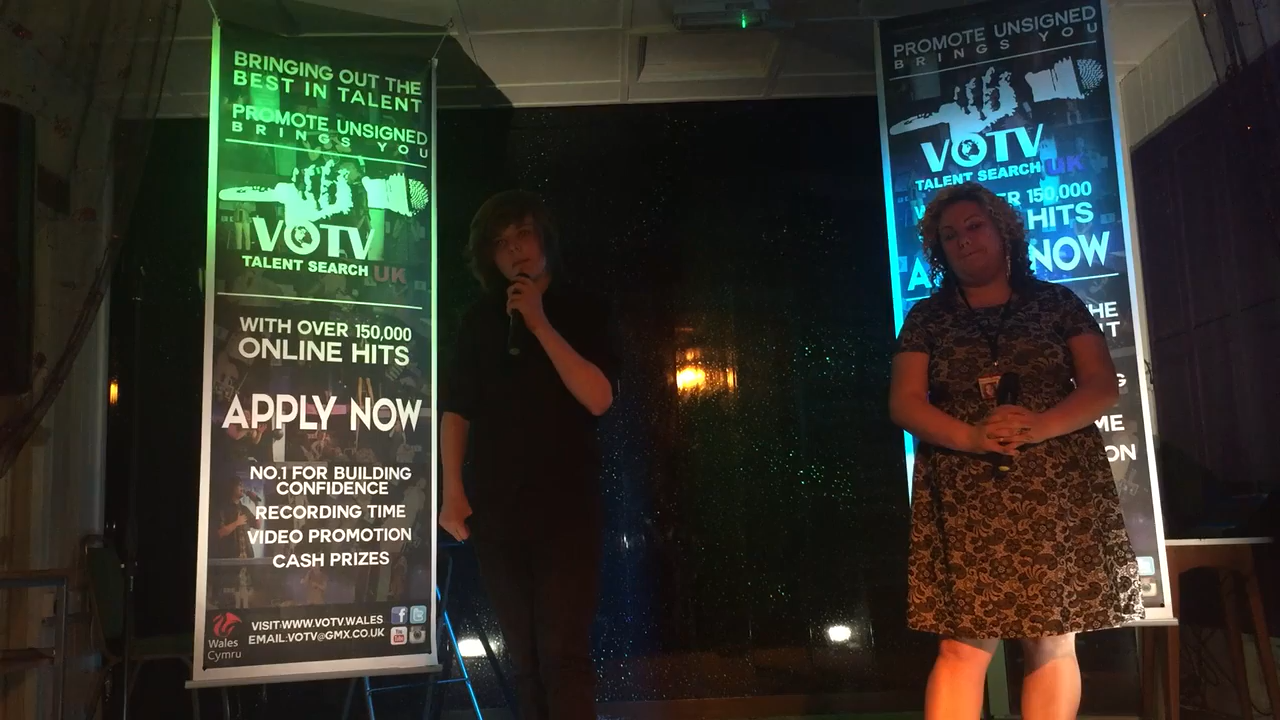 BRINGING OUT THE
BEST IN TALENT
PROMOTE UNSIGNED
BRINGS YOU
VOTV
TALENT SEARCH UK
WITH OVER 150,000
ONLINE HITS
APPLY NOW
NO.1 FOR BUILDING
CONFIDENCE
RECORDING TIME
VIDEO PROMOTION
CASH PRIZES
VISIT:WWW.VOTV.WALES
EMAIL:VOTV@GMX.CO.UK
Wales
Cymru
PROMOTE UNSIGNED
BRINGS YOU
VOTV
TALENT SEARCH UK
150,000
HITS
NOW